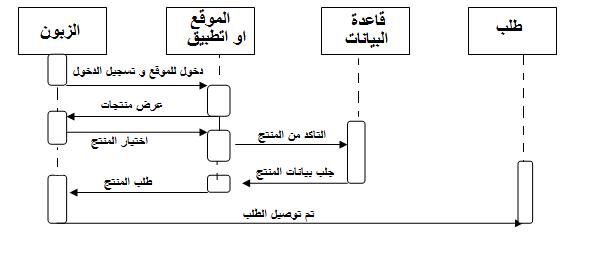 الزبون
الموقع
او اتطبيق
قاعدة
البيانات
طلب
دخول للموقع و تسجيل الدخول
عرض منتجات
اختيار المنتج
التاكد من المنتج
جلب بيانات المنتج
طلب المنتج
تم توصيل الطلب